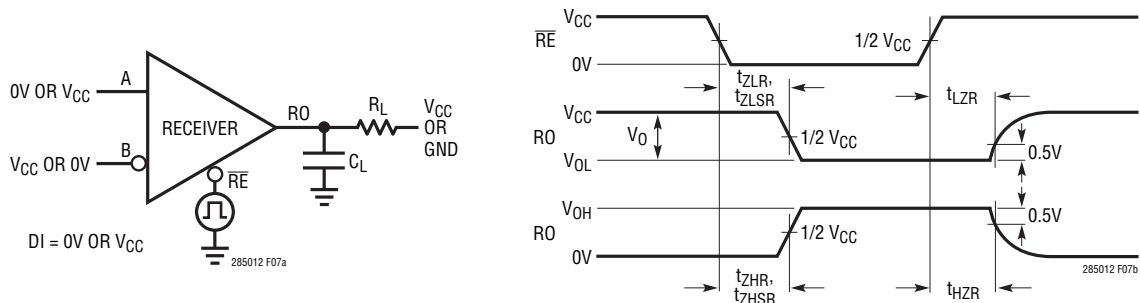 0V OR VCC
A
RECEIVER
RO
RL
VCC
OR
GND
VCC OR 0V
B
RE
CL
DI = 0V OR VCC
285012 F07a
VCC
RE
0V
1/2 VCC
tZLR,
tZLSR
tLZR
VCC
RO
VO
VOL
1/2 VCC
0.5V
VOH
RO
0V
1/2 VCC
0.5V
tZHR,
tZHSR
tHZR
285012 F07b